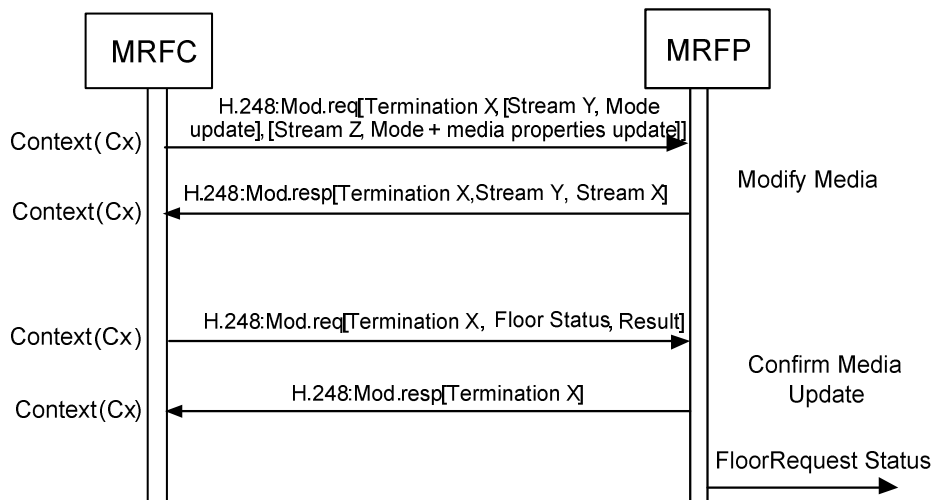 MRFC
MRFP
H.248:Mod.req[Termination X,[Stream Y, Mode
update], [Stream Z, Mode + media properties update]]
Context(Cx)
Modify Media
H.248:Mod.resp[Termination X,Stream Y, Stream X]
Context(Cx)
H.248:Mod.req[Termination X, Floor Status, Result]
Context(Cx)
Confirm Media
Update
H.248:Mod.resp[Termination X]
Context(Cx)
FloorRequest Status